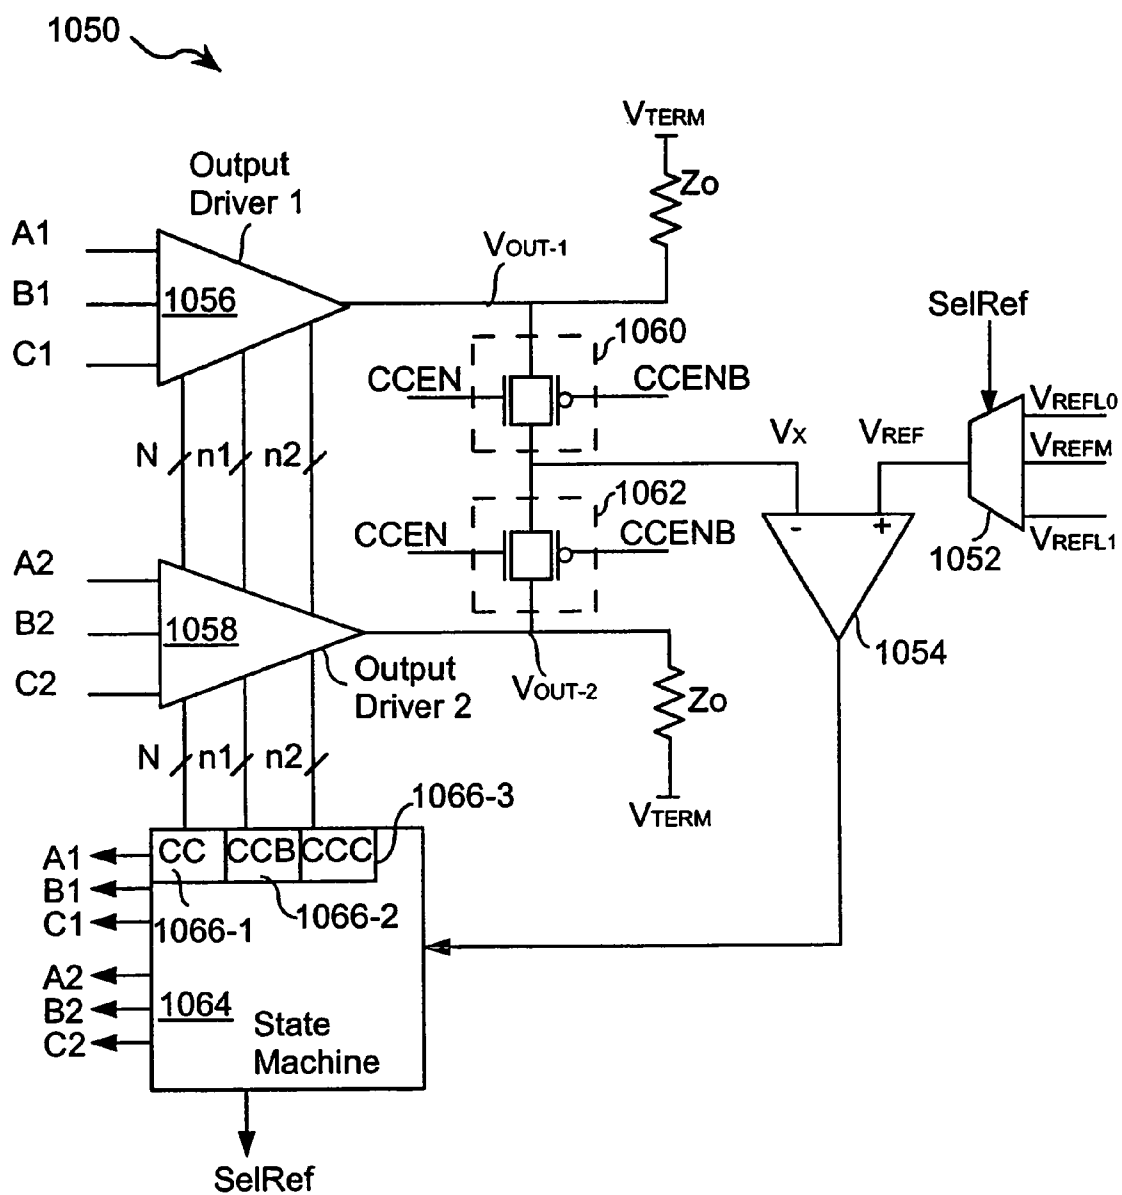 1050
VTERM
Output
Driver 1
Zo
A1
B1
C1
1056
VOUT-1
1060
SelRef
CCEN
CCENB
VREFL0
VREFM
VREFL1
VX
VREF
N
n1
n2
1062
CCEN
CCENB
-
+
1052
A2
B2
C2
1058
1054
Output
Driver 2
VOUT-2
Zo
N
n1
n2
VTERM
1066-3
CC
CCB
CCC
A1
B1
C1
1066-1
1066-2
A2
B2
C2
1064
State
Machine
SelRef